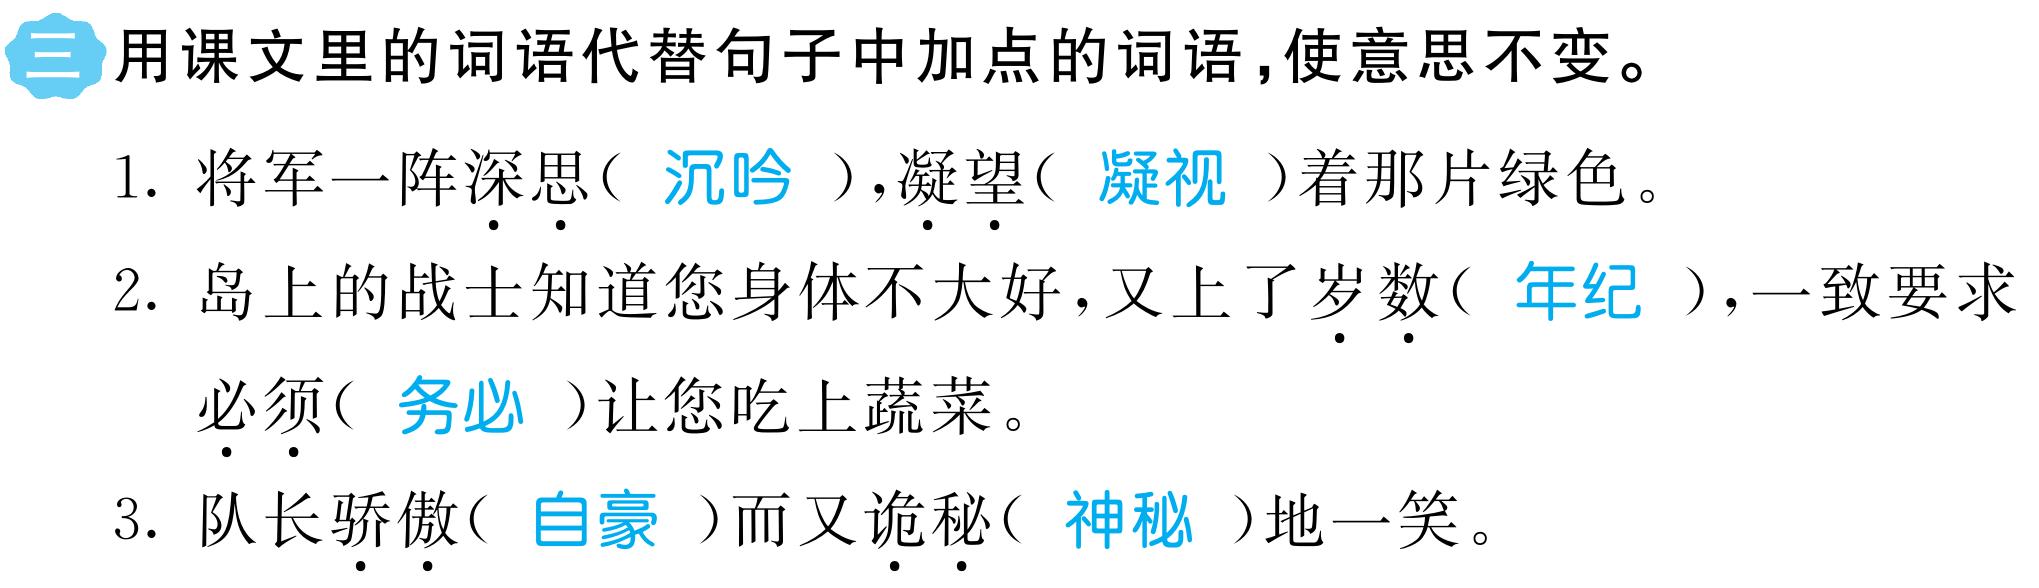 三 用课文里的词语代替句子中加点的词语,使意思不变。
1. 将军一阵深思( 沉吟 ),凝望( 凝视 )着那片绿色。
2. 岛上的战士知道您身体不大好,又上了岁数( 年纪 ),一致要求
必须( 务必 )让您吃上蔬菜。
3. 队长骄傲( 自豪 )而又诡秘( 神秘 )地一笑。